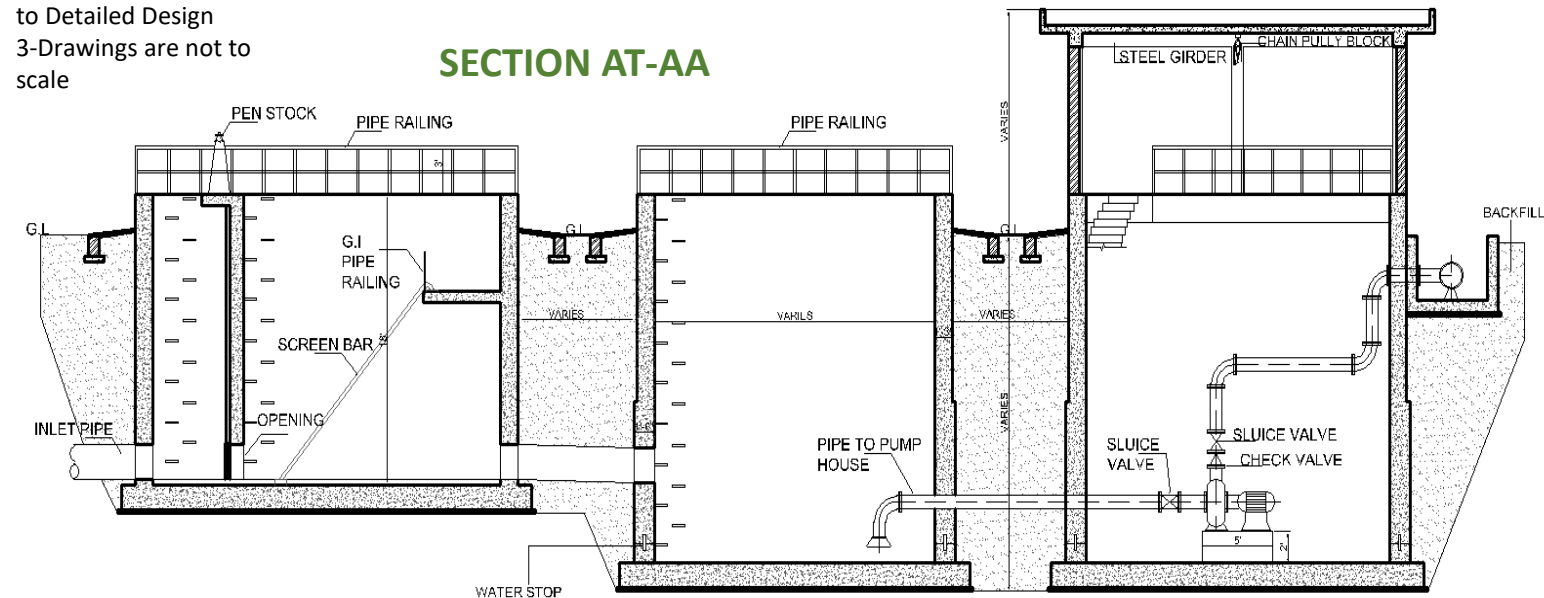 to Detailed Design
3-Drawings are not to
scale
SECTION AT-AA
CHAIN PULLY BLOCK
STEEL GIRDER
VARIES
PEN STOCK
PIPE RAILING
PIPE RAILING
3'
BACKFILL
G.L
G.I
PIPE
RAILING
VARIES
VARILS
VARIES
SCREEN BAR
INLET PIPE
OPENING
VARIES
PIPE TO PUMP
HOUSE
SLUICE
VALVE
SLUICE VALVE
CHECK VALVE
5'
2'
WATER STOP